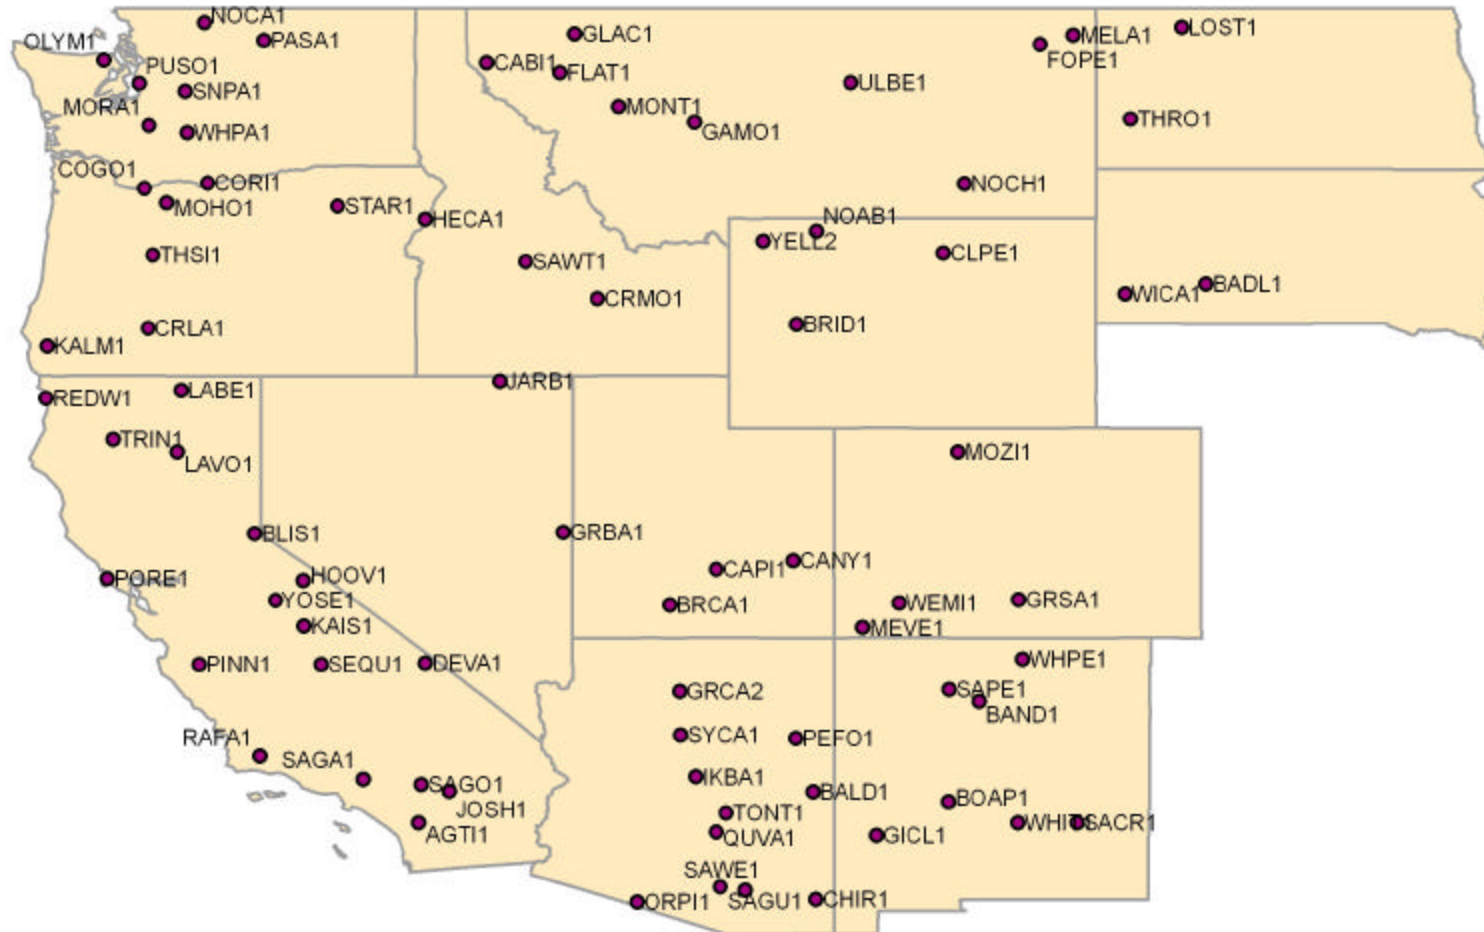 NOCA1
LOST1
GLAC1
MELA1
PASA1
OLYM1
FOPE1
CABI1
PUSO1
FLAT1
ULBE1
SNPA1
MORA1
MONT1
THRO1
GAMO1
WHPA1
COGO1
CORI1
NOCH1
MOHO1
STAR1
NOAB1
HECA1
YELL2
THSI1
CLPE1
SAWT1
BADL1
WICA1
CRMO1
BRID1
CRLA1
KALM1
JARB1
LABE1
REDW1
TRIN1
MOZI1
LAVO1
GRBA1
BLIS1
CANY1
CAPI1
HOOV1
PORE1
YOSE1
GRSA1
WEMI1
BRCA1
KAIS1
MEVE1
WHPE1
DEVA1
PINN1
SEQU1
SAPE1
GRCA2
BAND1
SYCA1
RAFA1
PEFO1
SAGA1
IKBA1
SAGO1
BALD1
BOAP1
JOSH1
TONT1
WHIT1
SACR1
AGTI1
GICL1
QUVA1
SAWE1
CHIR1
ORPI1
SAGU1